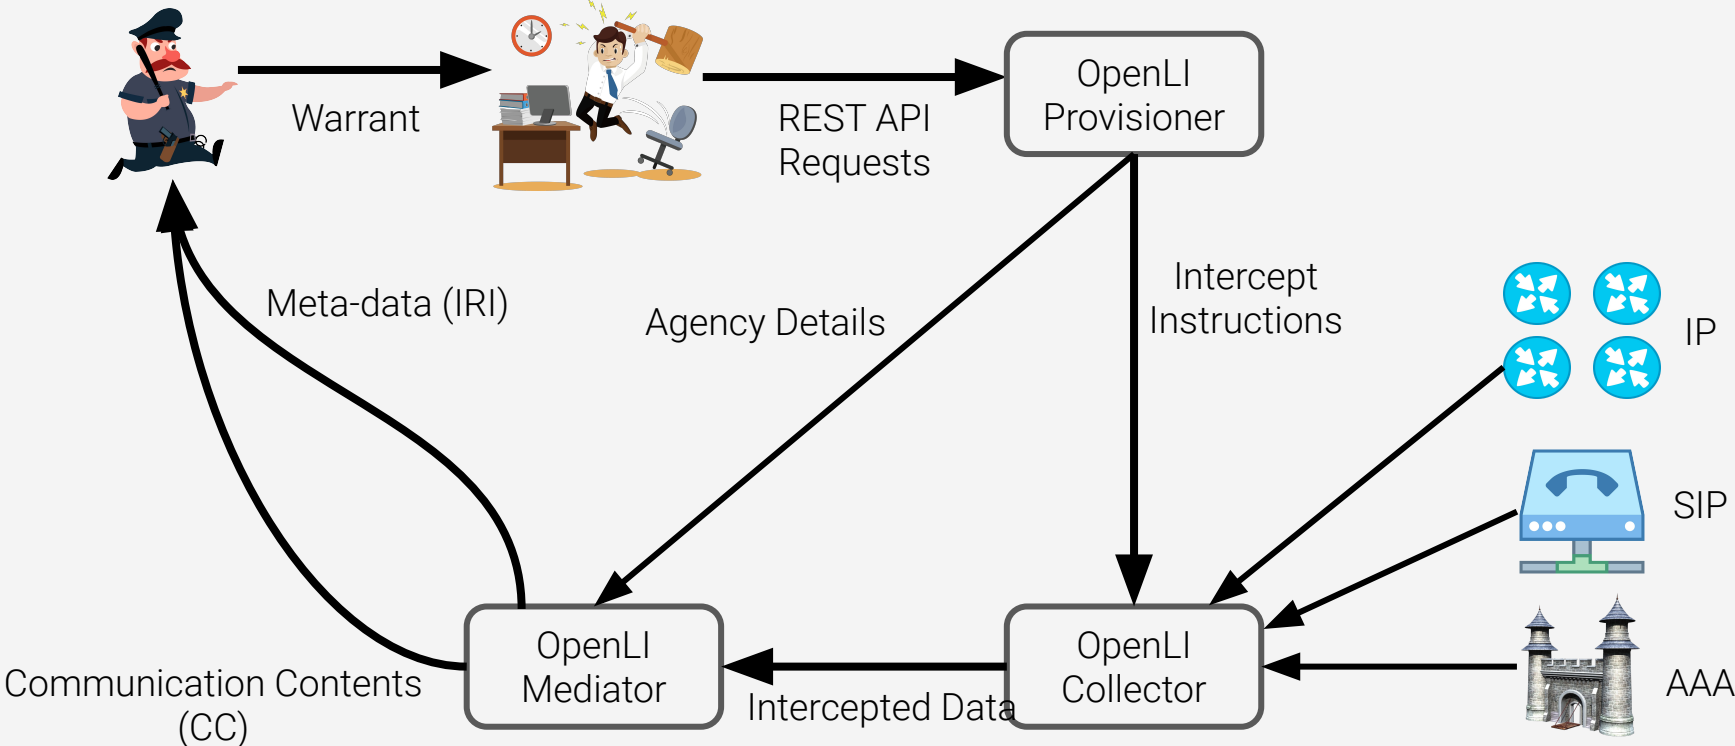 Warrant
REST API
Requests
OpenLI
Provisioner
Meta-data (IRI)
Agency Details
Intercept
Instructions
IP
SIP
AAA
OpenLI
Mediator
OpenLI
Collector
Intercepted Data
Communication Contents
(CC)